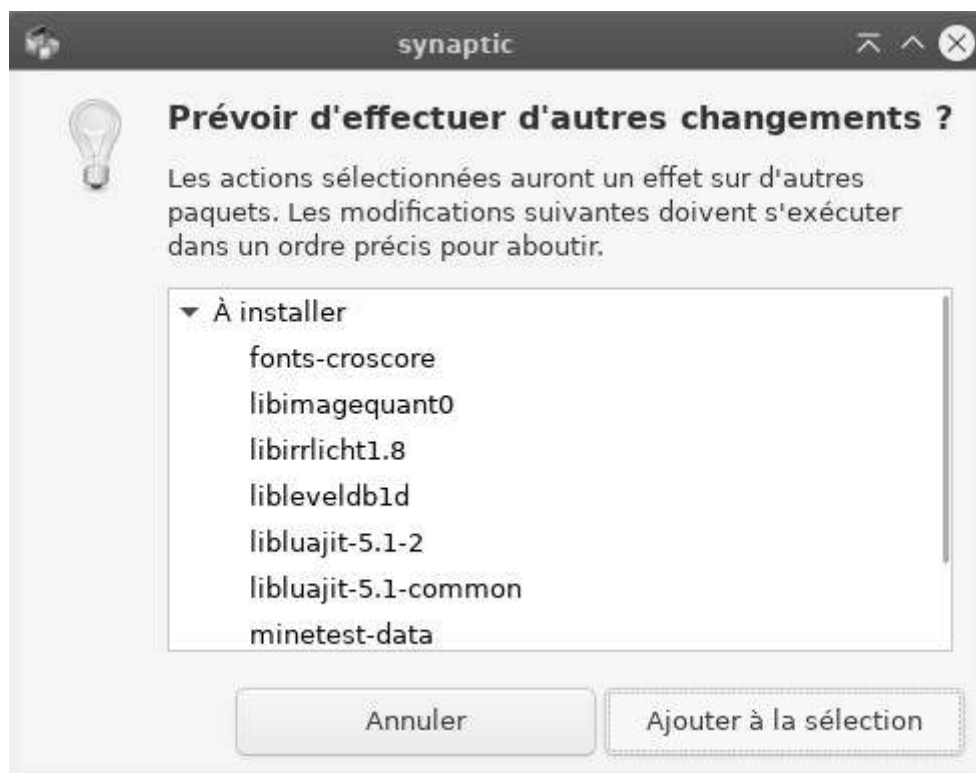 synaptic
Prévoir d'effectuer d'autres changements ?
Les actions sélectionnées auront un effet sur d'autres
paquets. Les modifications suivantes doivent s'exécuter
dans un ordre précis pour aboutir.
À installer
fonts-croscore
libimagequant0
libirrlicht1.8
libleveldb1d
libluajit-5.1-2
libluajit-5.1-common
minetest-data
Annuler
Ajouter à la sélection